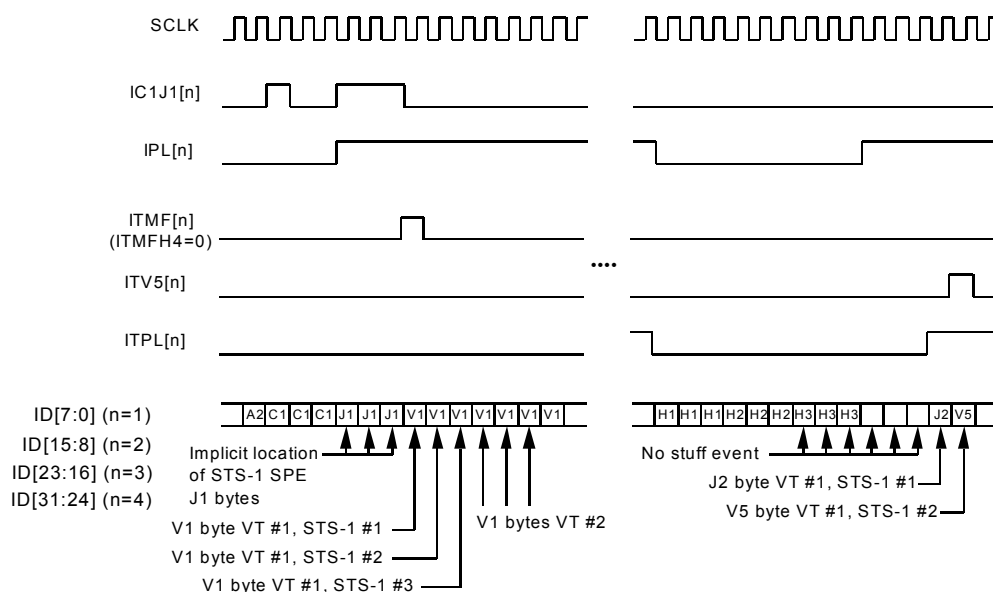 SCLK
IC1J1[n]
IPL[n]
ITMF[n]
(ITMFH4=0)
....
ITV5[n]
ITPL[n]
ID[7:0] (n=1)
A2 C1 C1 C1 J1 J1 J1 V1 V1 V1 V1 V1 V1 V1
H1 H1 H1 H2 H2 H2 H3 H3 H3 J2 V5
ID[15:8] (n=2)
ID[23:16] (n=3)
ID[31:24] (n=4)
Implicit location
of STS-1 SPE
J1 bytes
No stuff event
J2 byte VT #1, STS-1 #1
V5 byte VT #1, STS-1 #2
V1 bytes VT #2
V1 byte VT #1, STS-1 #1
V1 byte VT #1, STS-1 #2
V1 byte VT #1, STS-1 #3